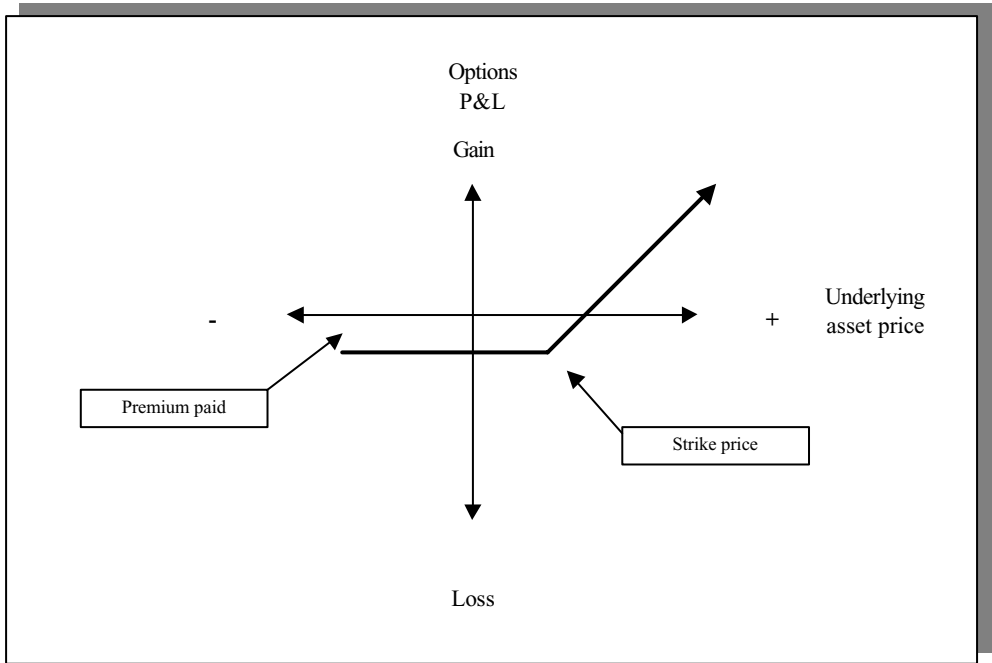 Options
P&L
Gain
Underlying
asset price
-
+
Premium paid
Strike price
Loss